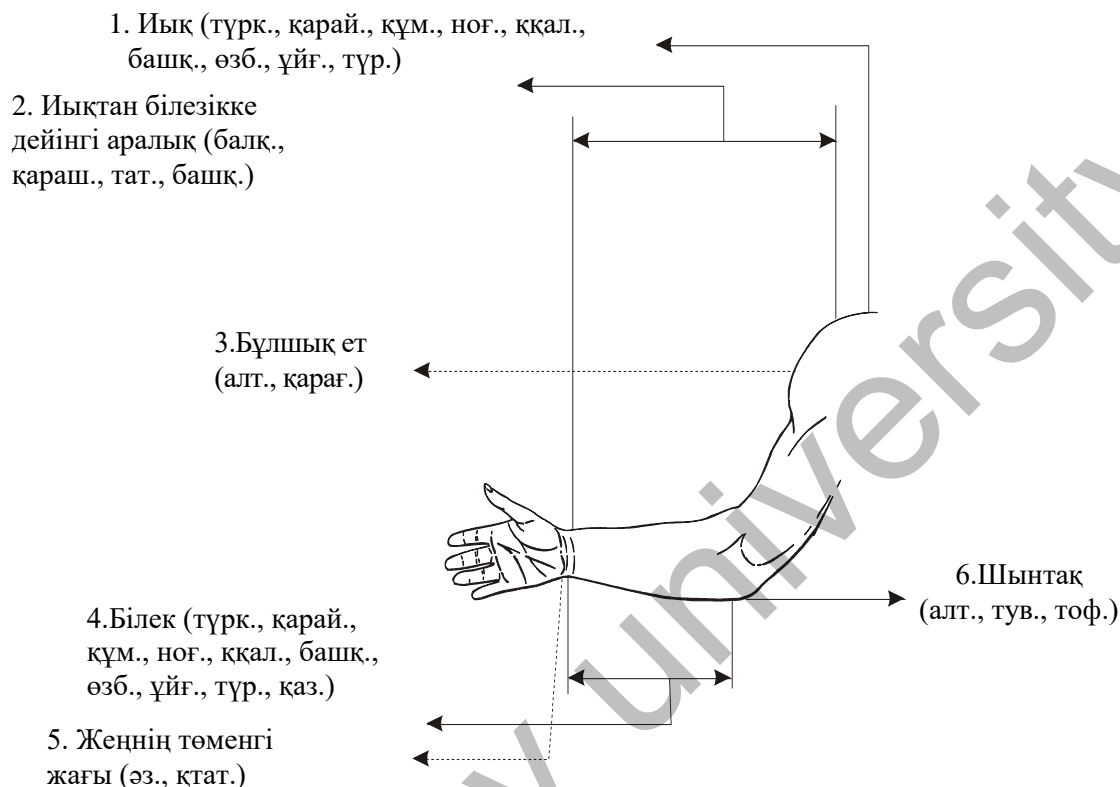 1. Иық (түрк., қарай., құм., ноғ., ққал.,
башқ., өзб., ұйғ., түр.)
2. Иықтан білезікке
дейінгі аралық (балқ.,
қараш., тат., башқ.)
3.Бұлшық ет
(алт., қарағ.)
6.Шынтақ
(алт., тув., тоф.)
4.Білек (түрк., қарай.,
құм., ноғ., ққал., башқ.,
өзб., ұйғ., түр., қаз.)
5. Жеңнің төменгі
жағы (әз., қтат.)
y university